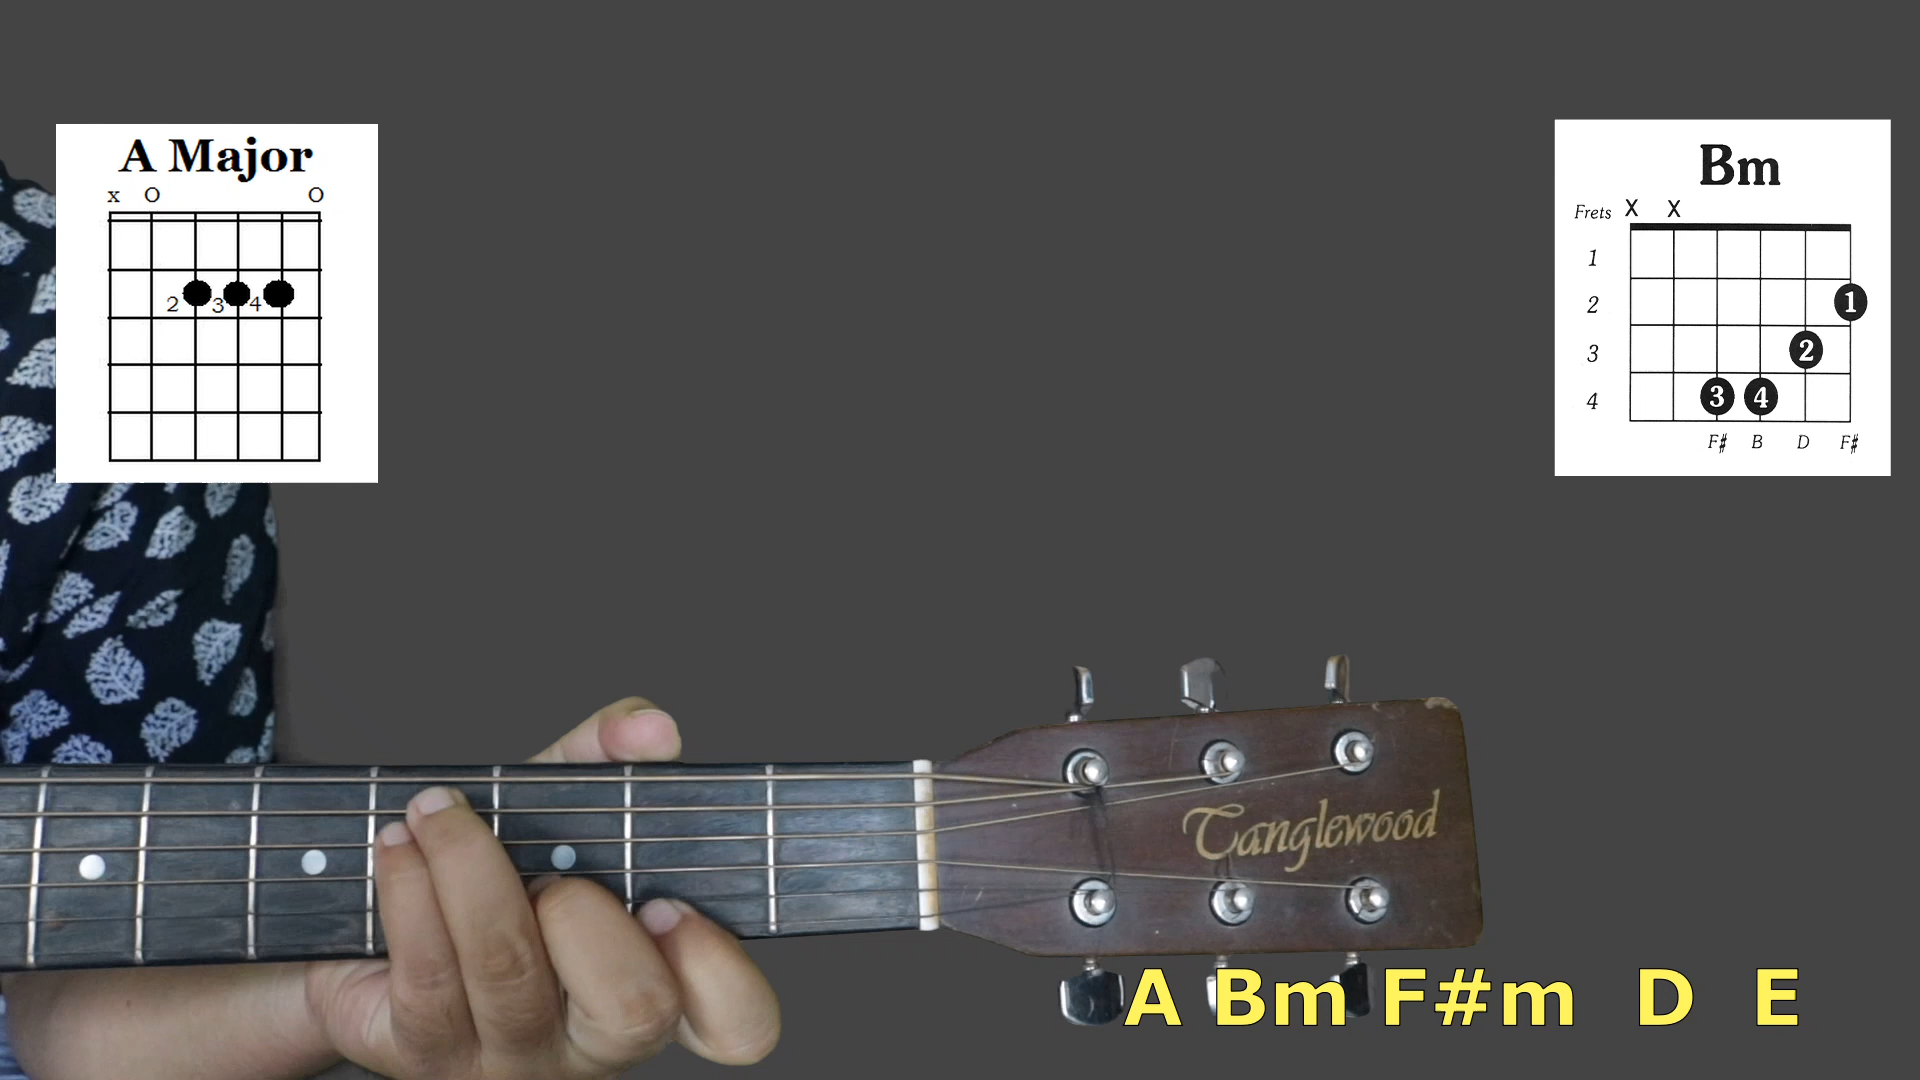 A Major
x O O
2 3 4
Bm
Frets X X
1
2
3
4
1
2
3 4
F♯ B D F♯
Tanglewood
A Bm F#m D E